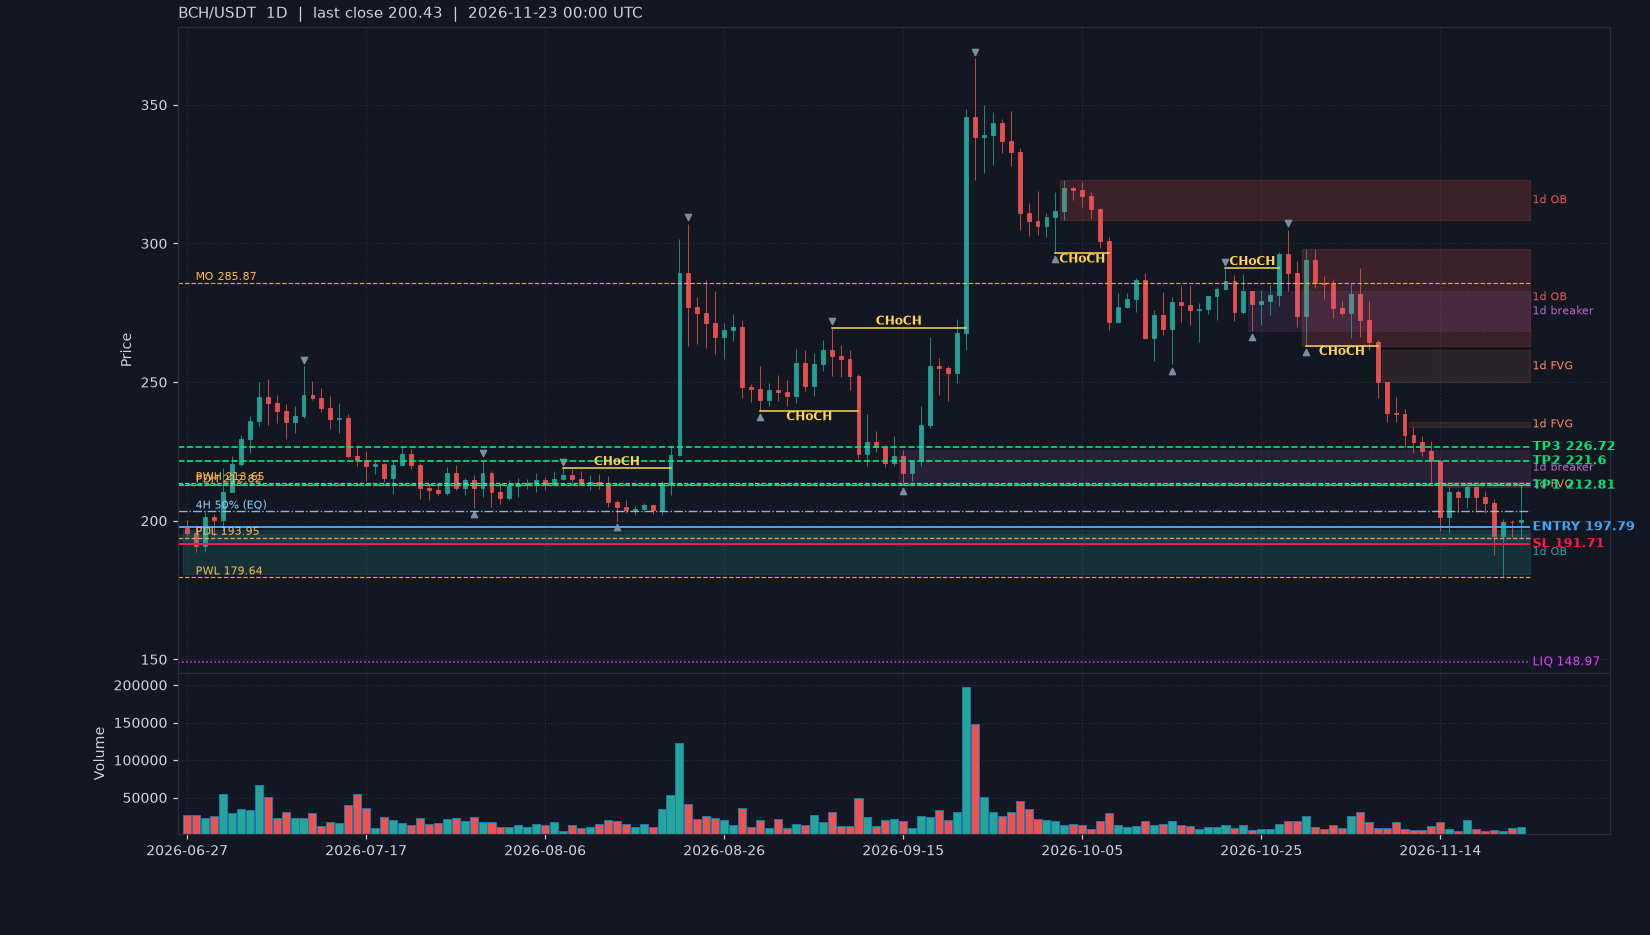 BCH/USDT 1D | last close 200.43 | 2026-11-23 00:00 UTC
350
300
250
200
150
Price
1d OB
CHoCH
CHoCH
MO 285.87
1d OB
1d breaker
CHoCH
CHoCH
1d FVG
CHoCH
1d FVG
TP3 226.72
CHoCH
TP2 221.6
1d breaker
PWH 213.65
TP1 212.81
4H 50% (EQ)
ENTRY 197.79
PDL 193.95
SL 191.71
1d OB
PWL 179.64
LIQ 148.97
200000
150000
100000
50000
Volume
2026-06-27
2026-07-17
2026-08-06
2026-08-26
2026-09-15
2026-10-05
2026-10-25
2026-11-14